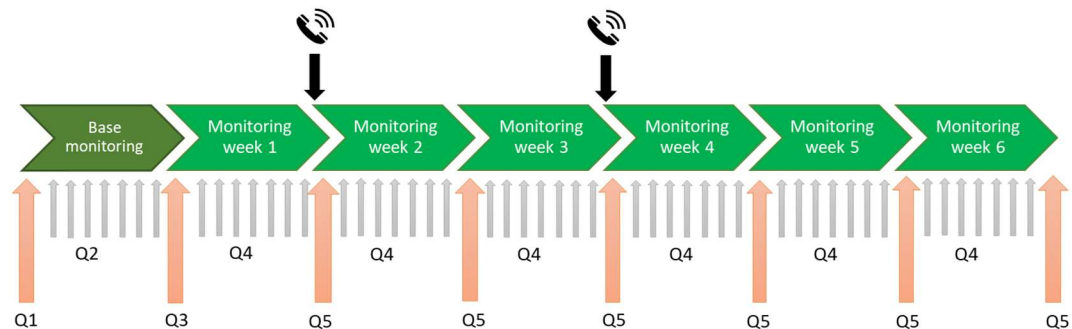 Base
monitoring
Monitoring
week 1
Monitoring
week 2
Monitoring
week 3
Monitoring
week 4
Monitoring
week 5
Monitoring
week 6
Q2
Q4
Q4
Q4
Q4
Q4
Q4
Q1
Q3
Q5
Q5
Q5
Q5
Q5
Q5